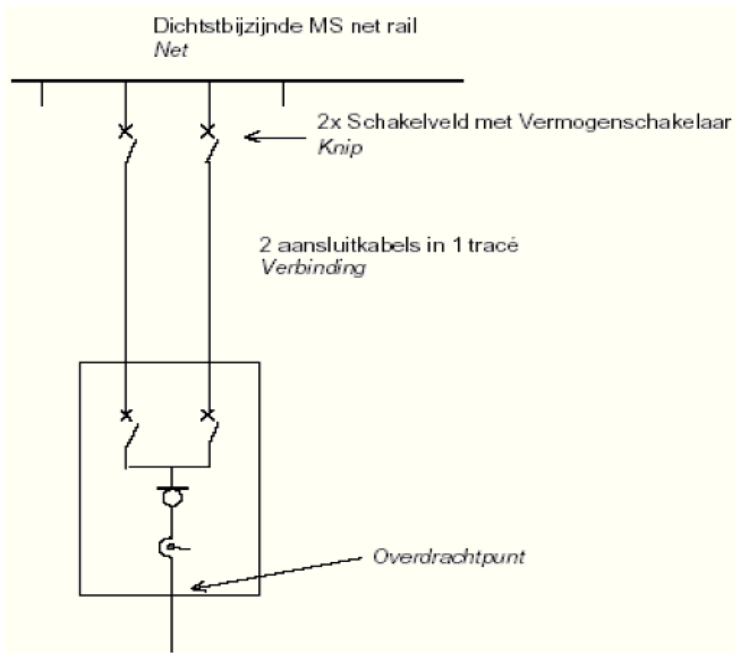 Dichtstbijzijnde MS net rail
Net
2x Schakelveld met Vermogenschakelaar
Knip
2 aansluitkabels in 1 tracé
Verbinding
Overdrachtpunt